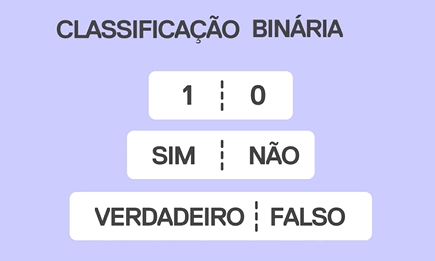 CLASSIFICAÇÃO BINÁRIA
1 0
SIM NÃO
VERDADEIRO FALSO